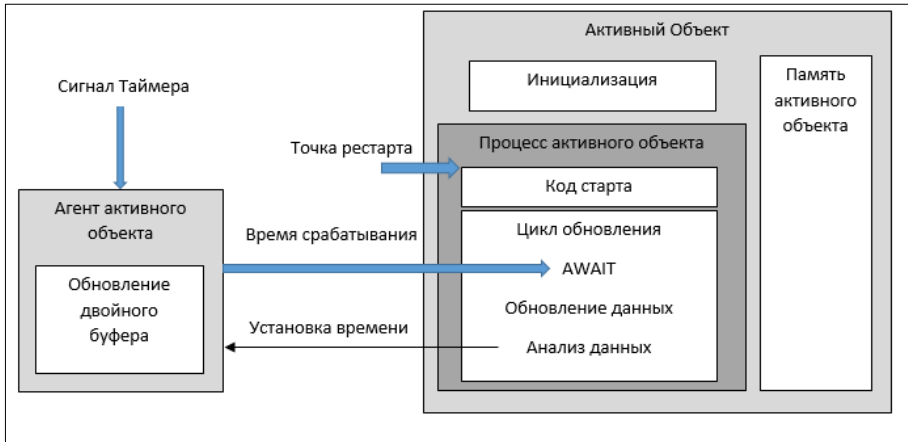 Активный Объект
Сигнал Таймера
Инициализация
Память
активного
объекта
Точка рестарта
Процесс активного объекта
Код старта
Агент активного
объекта
Время срабатывания
Цикл обновления
AWAIT
Обновление
двойного
буфера
Обновление данных
Установка времени
Анализ данных